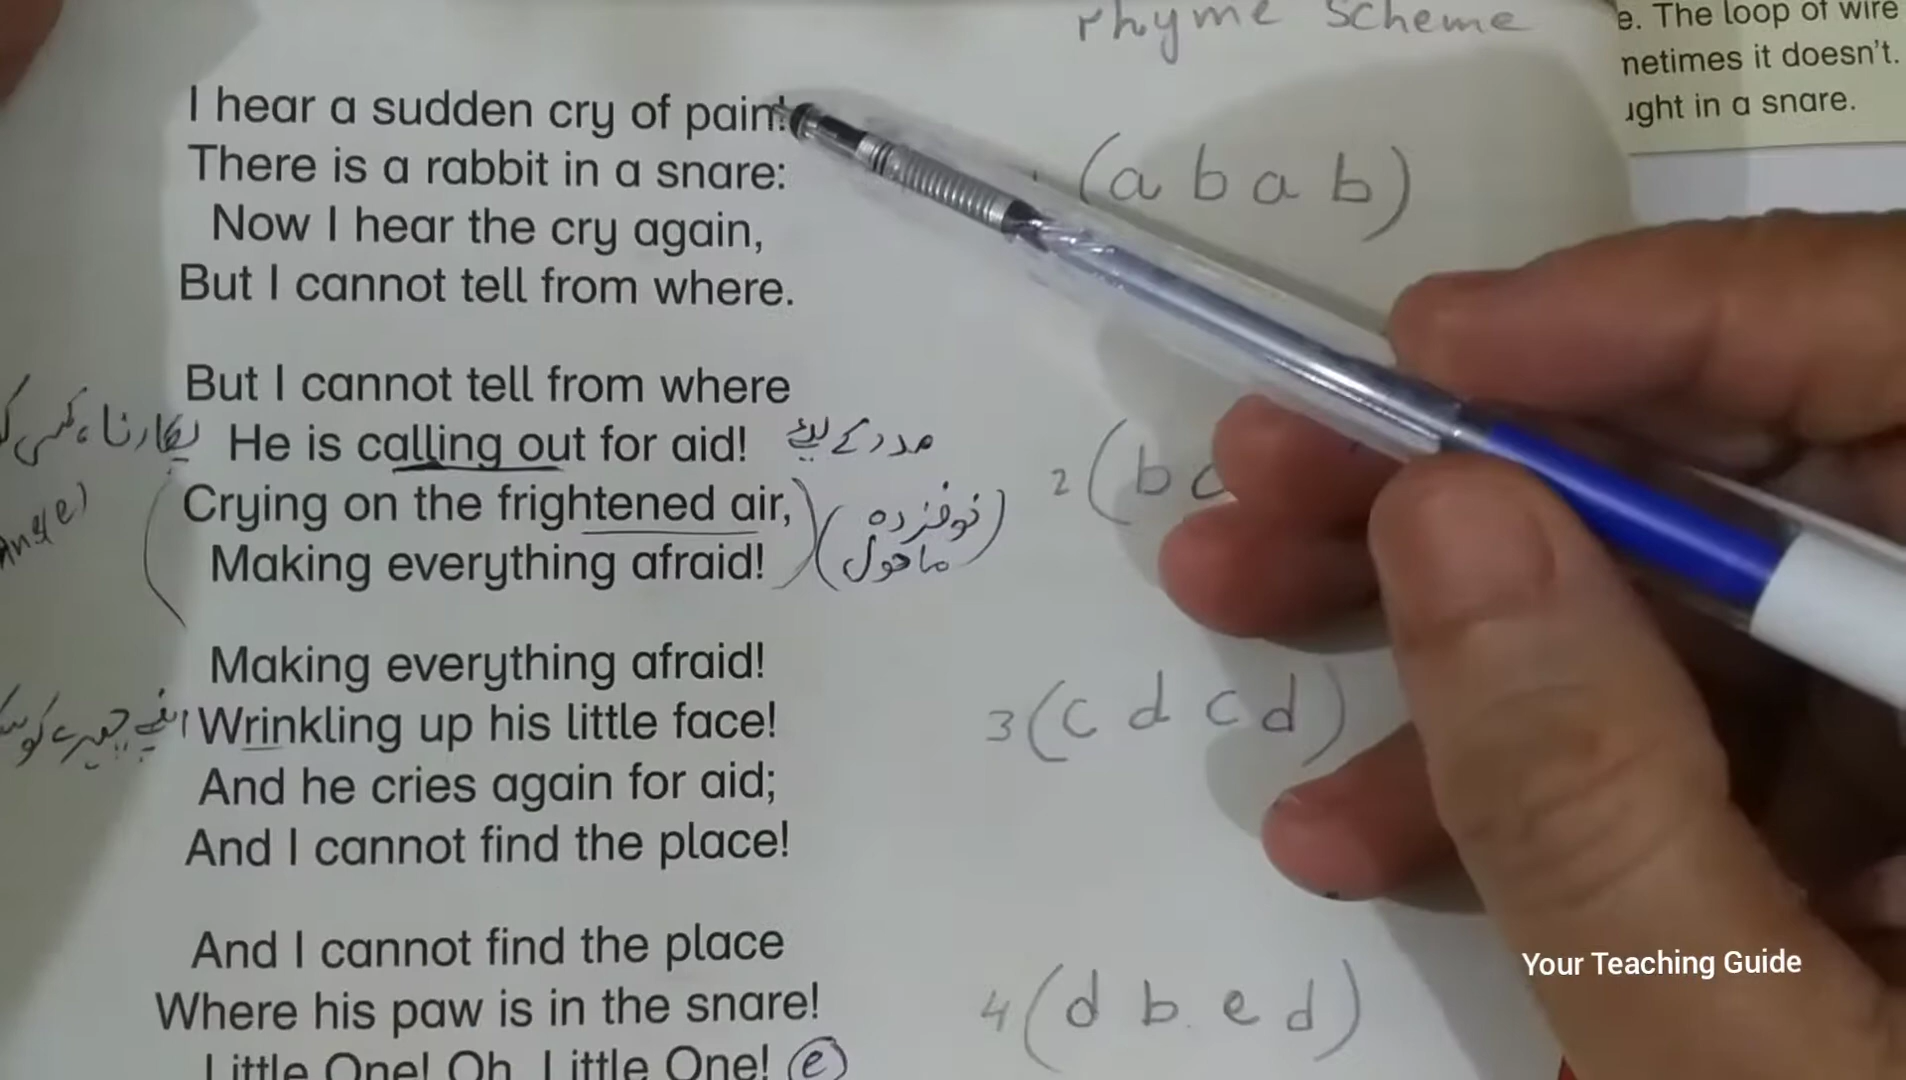 rhyme scheme
e. The loop of wire
netimes it doesn't.
ught in a snare.
I hear a sudden cry of pain!
There is a rabbit in a snare:
Now I hear the cry again,
But I cannot tell from where.
(a b a b)
But I cannot tell from where
He is calling out for aid! مدد کے لیے
پکارنا، کسی
Crying on the frightened air,
Making everything afraid!
(خوفزدہ
ماحول)
2 (b c
Making everything afraid!
Wrinkling up his little face!
اپنے چہرے کو
And he cries again for aid;
And I cannot find the place!
3 (c d c d)
And I cannot find the place
Where his paw is in the snare!
Little One! Oh, Little One! (e)
4 (d b e d)
Your Teaching Guide